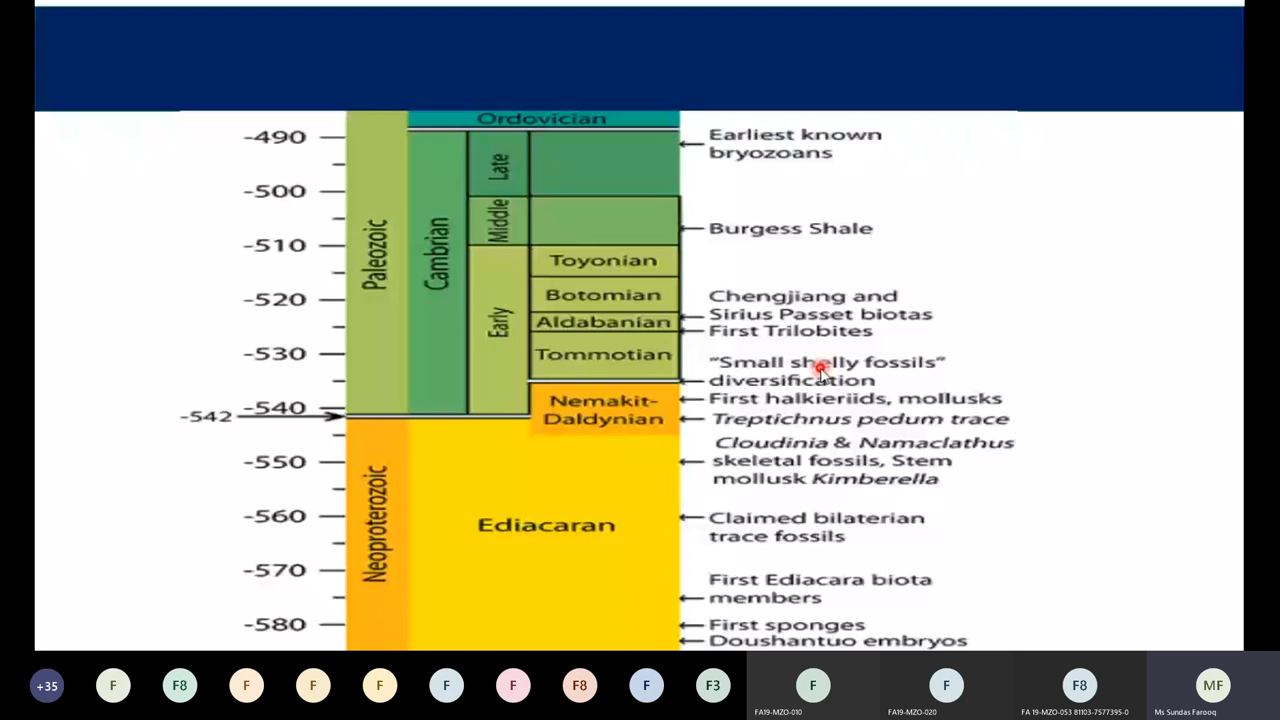 Ordovician
-490
-500
-510
-520
-530
-540
-542
-550
-560
-570
-580
Paleozoic
Neoproterozoic
Cambrian
Late
Middle
Early
Toyonian
Botomian
Aldabanian
Tommotian
Nemakit-
Daldynian
Ediacaran
Earliest known
bryozoans
Burgess Shale
Chengjiang and
Sirius Passet biotas
First Trilobites
"Small shelly fossils"
diversification
First halkieriids, mollusks
Treptichnus pedum trace
Cloudinia & Namaclathus
skeletal fossils, Stem
mollusk Kimberella
Claimed bilaterian
trace fossils
First Ediacara biota
members
First sponges
Doushantuo embryos
+35
F
F8
F
F
F
F
F
F8
F
F3
F
F
F8
MF
FA19-MZO-010
FA19-MZO-020
FA 19-MZO-053 81103-7577395-0
Ms Sundas Farooq